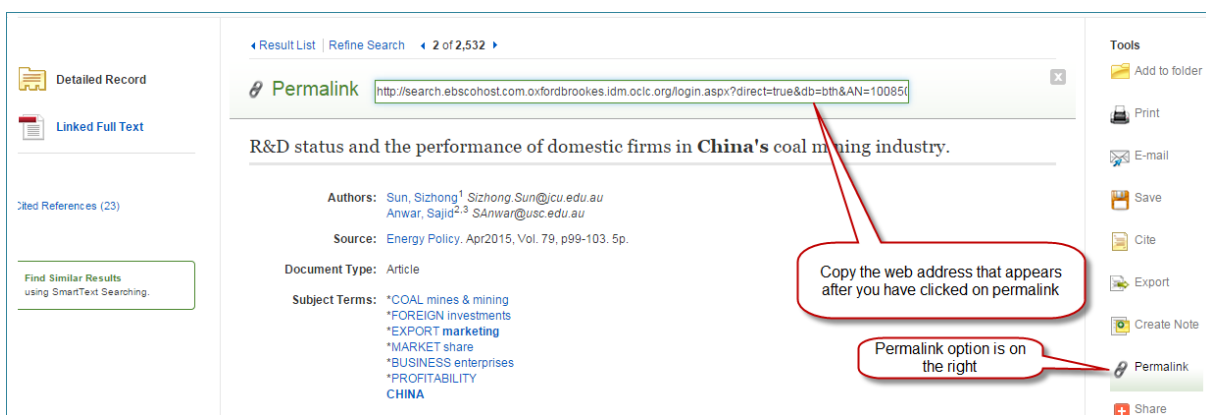 Result List | Refine Search 2 of 2,532
Tools
Detailed Record
Linked Full Text
Cited References (23)
Find Similar Results
using SmartText Searching.
Permalink http://search.ebscohost.com.oxfordbrookes.idm.oclc.org/login.aspx?direct=true&db=bth&AN=100850
R&D status and the performance of domestic firms in China's coal mining industry.
Authors: Sun, Sizhong1 Sizhong.Sun@jcu.edu.au
Anwar, Sajid2,3 SAnwar@usc.edu.au
Source: Energy Policy. Apr2015, Vol. 79, p99-103. 5p.
Document Type: Article
Subject Terms: *COAL mines & mining
*FOREIGN investments
*EXPORT marketing
*MARKET share
*BUSINESS enterprises
*PROFITABILITY
CHINA
Copy the web address that appears
after you have clicked on permalink
Permalink option is on
the right
Add to folder
Print
E-mail
Save
Cite
Export
Create Note
Permalink
Share